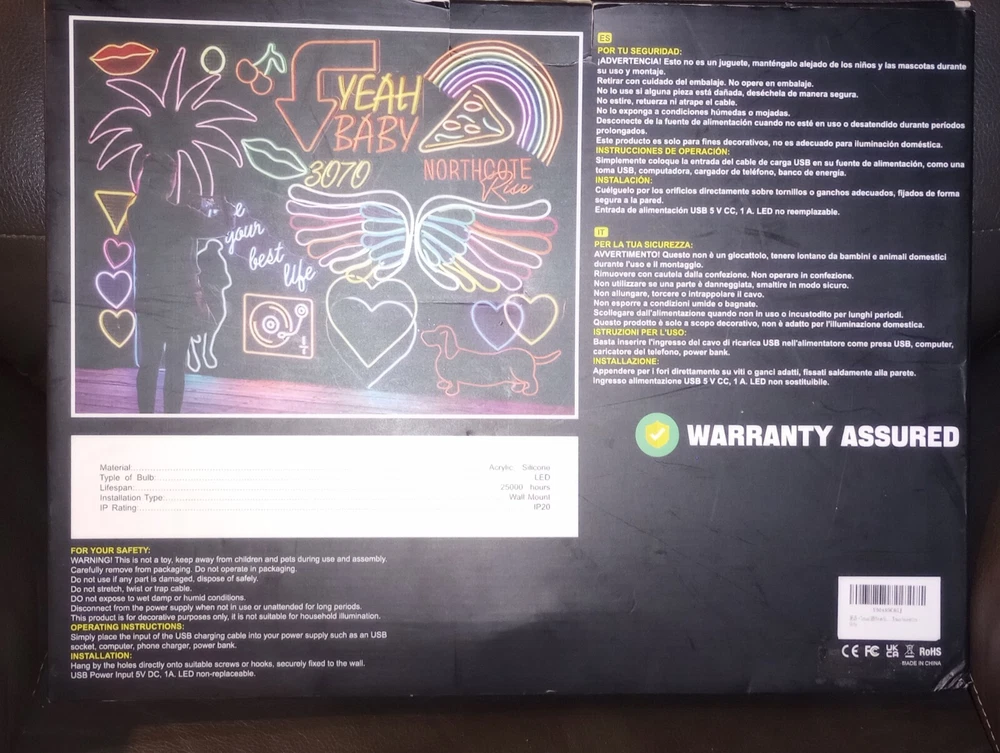 YEAH
BABY
3070
NORTHCOTE
Rise
your
best
life
Material
Acrylic, Silicone
Typle of Bulb:
LED
Lifespan:
25000 hours
Installation Type:
Wall Mount
IP Rating
IP20
FOR YOUR SAFETY:
WARNING! This is not a toy, keep away from children and pets during use and assembly.
Carefully remove from packaging. Do not operate in packaging.
Do not use if any part is damaged, dispose of safely.
Do not stretch, twist or trap cable.
DO not expose to wet damp or humid conditions.
Disconnect from the power supply when not in use or unattended for long periods.
This product is for decorative purposes only, it is not suitable for household illumination.
OPERATING INSTRUCTIONS:
Simply place the input of the USB charging cable into your power supply such as an USB
socket, computer, phone charger, power bank.
INSTALLATION:
Hang by the holes directly onto suitable screws or hooks, securely fixed to the wall.
USB Power Input 5V DC, 1A. LED non-replaceable.
ES
POR TU SEGURIDAD:
¡ADVERTENCIA! Esto no es un juguete, manténgalo alejado de los niños y las mascotas durante
su uso y montaje.
Retirar con cuidado del embalaje. No opere en embalaje.
No lo use si alguna pieza está dañada, deséchela de manera segura.
No estire, retuerza ni atrape el cable.
No lo exponga a condiciones húmedas o mojadas.
Desconecte de la fuente de alimentación cuando no esté en uso o desatendido durante períodos
prolongados.
Este producto es solo para fines decorativos, no es adecuado para iluminación doméstica.
INSTRUCCIONES DE OPERACIÓN:
Simplemente coloque la entrada del cable de carga USB en su fuente de alimentación, como una
toma USB, computadora, cargador de teléfono, banco de energía.
INSTALACIÓN:
Cuélguelo por los orificios directamente sobre tornillos o ganchos adecuados, fijados de forma
segura a la pared.
Entrada de alimentación USB 5 V CC, 1 A. LED no reemplazable.
IT
PER LA TUA SICUREZZA:
AVVERTIMENTO! Questo non è un giocattolo, tenere lontano da bambini e animali domestici
durante l'uso e il montaggio.
Rimuovere con cautela dalla confezione. Non operare in confezione.
Non utilizzare se una parte è danneggiata, smaltire in modo sicuro.
Non allungare, torcere o intrappolare il cavo.
Non esporre a condizioni umide o bagnate.
Scollegare dall'alimentazione quando non in uso o incustodito per lunghi periodi.
Questo prodotto è solo a scopo decorativo, non è adatto per l'illuminazione domestica.
ISTRUZIONI PER L'USO:
Basta inserire l'ingresso del cavo di ricarica USB nell'alimentatore come presa USB, computer,
caricatore del telefono, power bank.
INSTALLAZIONE:
Appendere per i fori direttamente su viti o ganci adatti, fissati saldamente alla parete.
Ingresso alimentazione USB 5 V CC, 1 A. LED non sostituibile.
WARRANTY ASSURED
CE FC UK CA RoHS
MADE IN CHINA